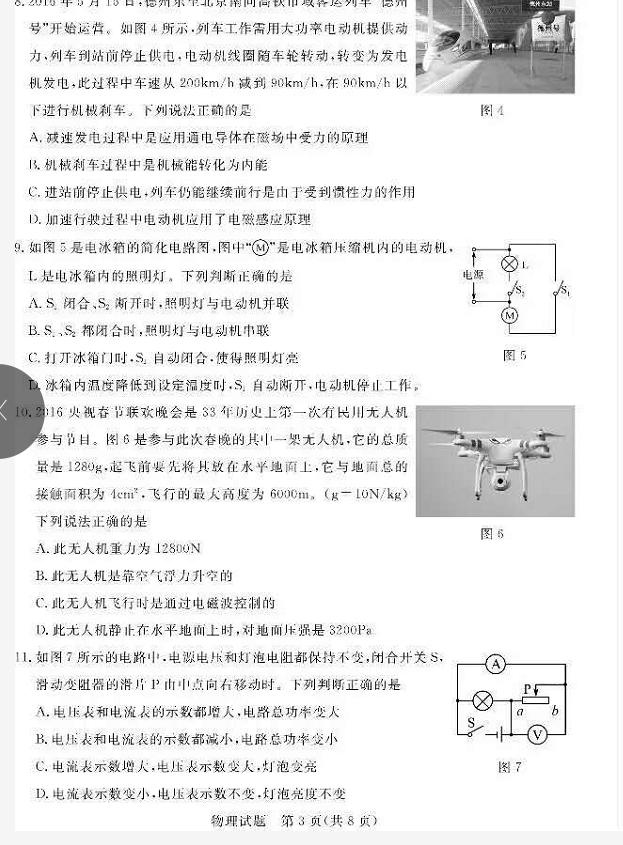 8.2016年5月15日,德州东至北京南向高铁市域客运列车"德州
号"开始运营。如图4所示,列车工作需用大功率电动机提供动
力,列车到站前停止供电,电动机线圈随车轮转动,转变为发电
机发电,此过程中车速从200km/h减到90km/h,在90km/h以
下进行机械刹车。下列说法正确的是
图4
A.减速发电过程中是应用通电导体在磁场中受力的原理
B.机械刹车过程中是机械能转化为内能
C.进站前停止供电,列车仍能继续前行是由于受到惯性力的作用
D.加速行驶过程中电动机应用了电磁感应原理
9.如图5是电冰箱的简化电路图,图中"Ⓜ"是电冰箱压缩机内的电动机,
L是电冰箱内的照明灯。下列判断正确的是
A.S₁闭合、S₂断开时,照明灯与电动机并联
B.S₁、S₂都闭合时,照明灯与电动机串联
C.打开冰箱门时,S₂自动闭合,使得照明灯亮
D.冰箱内温度降低到设定温度时,S₁自动断开,电动机停止工作。
电源
L
S₂
S₁
M
图5
10.2016央视春节联欢晚会是33年历史上第一次有民用无人机
参与节目。图6是参与此次春晚的其中一架无人机,它的总质
量是1280g,起飞前要先将其放在水平地面上,它与地面总的
接触面积为4cm²,飞行的最大高度为6000m。(g=10N/kg)
下列说法正确的是
图6
A.此无人机重力为12800N
B.此无人机是靠空气浮力升空的
C.此无人机飞行时是通过电磁波控制的
D.此无人机静止在水平地面上时,对地面压强是3200Pa
11.如图7所示的电路中,电源电压和灯泡电阻都保持不变,闭合开关S,
滑动变阻器的滑片P由中点向右移动时。下列判断正确的是
A.电压表和电流表的示数都增大,电路总功率变大
B.电压表和电流表的示数都减小,电路总功率变小
C.电流表示数增大,电压表示数变大,灯泡变亮
D.电流表示数变小,电压表示数不变,灯泡亮度不变
A
P
a
b
S
V
图7
物理试题 第3页(共8页)